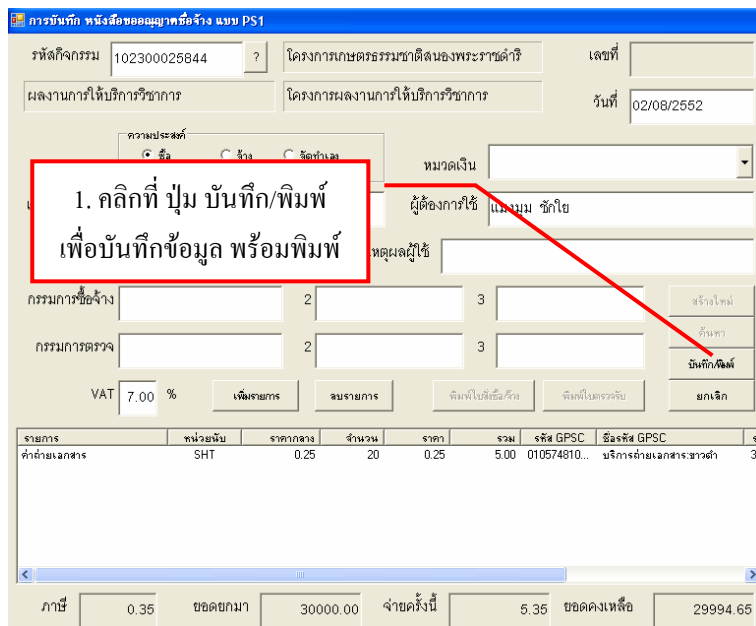 การบันทึก หนังสือขออนุญาตซื้อจ้าง แบบ PS1
รหัสกิจกรรม 102300025844 ? โครงการเกษตรธรรมชาติสนองพระราชดำริ เลขที่
ผลงานการให้บริการวิชาการ โครงการผลงานการให้บริการวิชาการ วันที่ 02/08/2552
ความประสงค์
ซื้อ จ้าง จัดทำเอง หมวดเงิน
1. คลิกที่ ปุ่ม บันทึก/พิมพ์
เพื่อบันทึกข้อมูล พร้อมพิมพ์
ผู้ต้องการใช้ แมงมุม ชักใย
เหตุผลผู้ใช้
กรรมการซื้อจ้าง 2 3 สร้างใหม่
ค้นหา
กรรมการตรวจ 2 3 บันทึก/พิมพ์
VAT 7.00 % เพิ่มรายการ ลบรายการ พิมพ์ใบสั่งซื้อ/จ้าง พิมพ์ใบตรวจรับ ยกเลิก
รายการ หน่วยนับ ราคากลาง จำนวน ราคา รวม รหัส GPSC ชื่อรหัส GPSC
ค่าถ่ายเอกสาร SHT 0.25 20 0.25 5.00 010574810... บริการถ่ายเอกสาร:ขาวดำ 3
ภาษี 0.35 ยอดยกมา 30000.00 จ่ายครั้งนี้ 5.35 ยอดคงเหลือ 29994.65